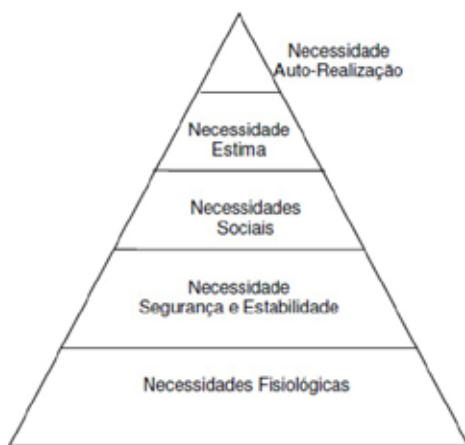 Necessidade
Auto-Realização
Necessidade
Estima
Necessidades
Sociais
Necessidade
Segurança e Estabilidade
Necessidades Fisiológicas